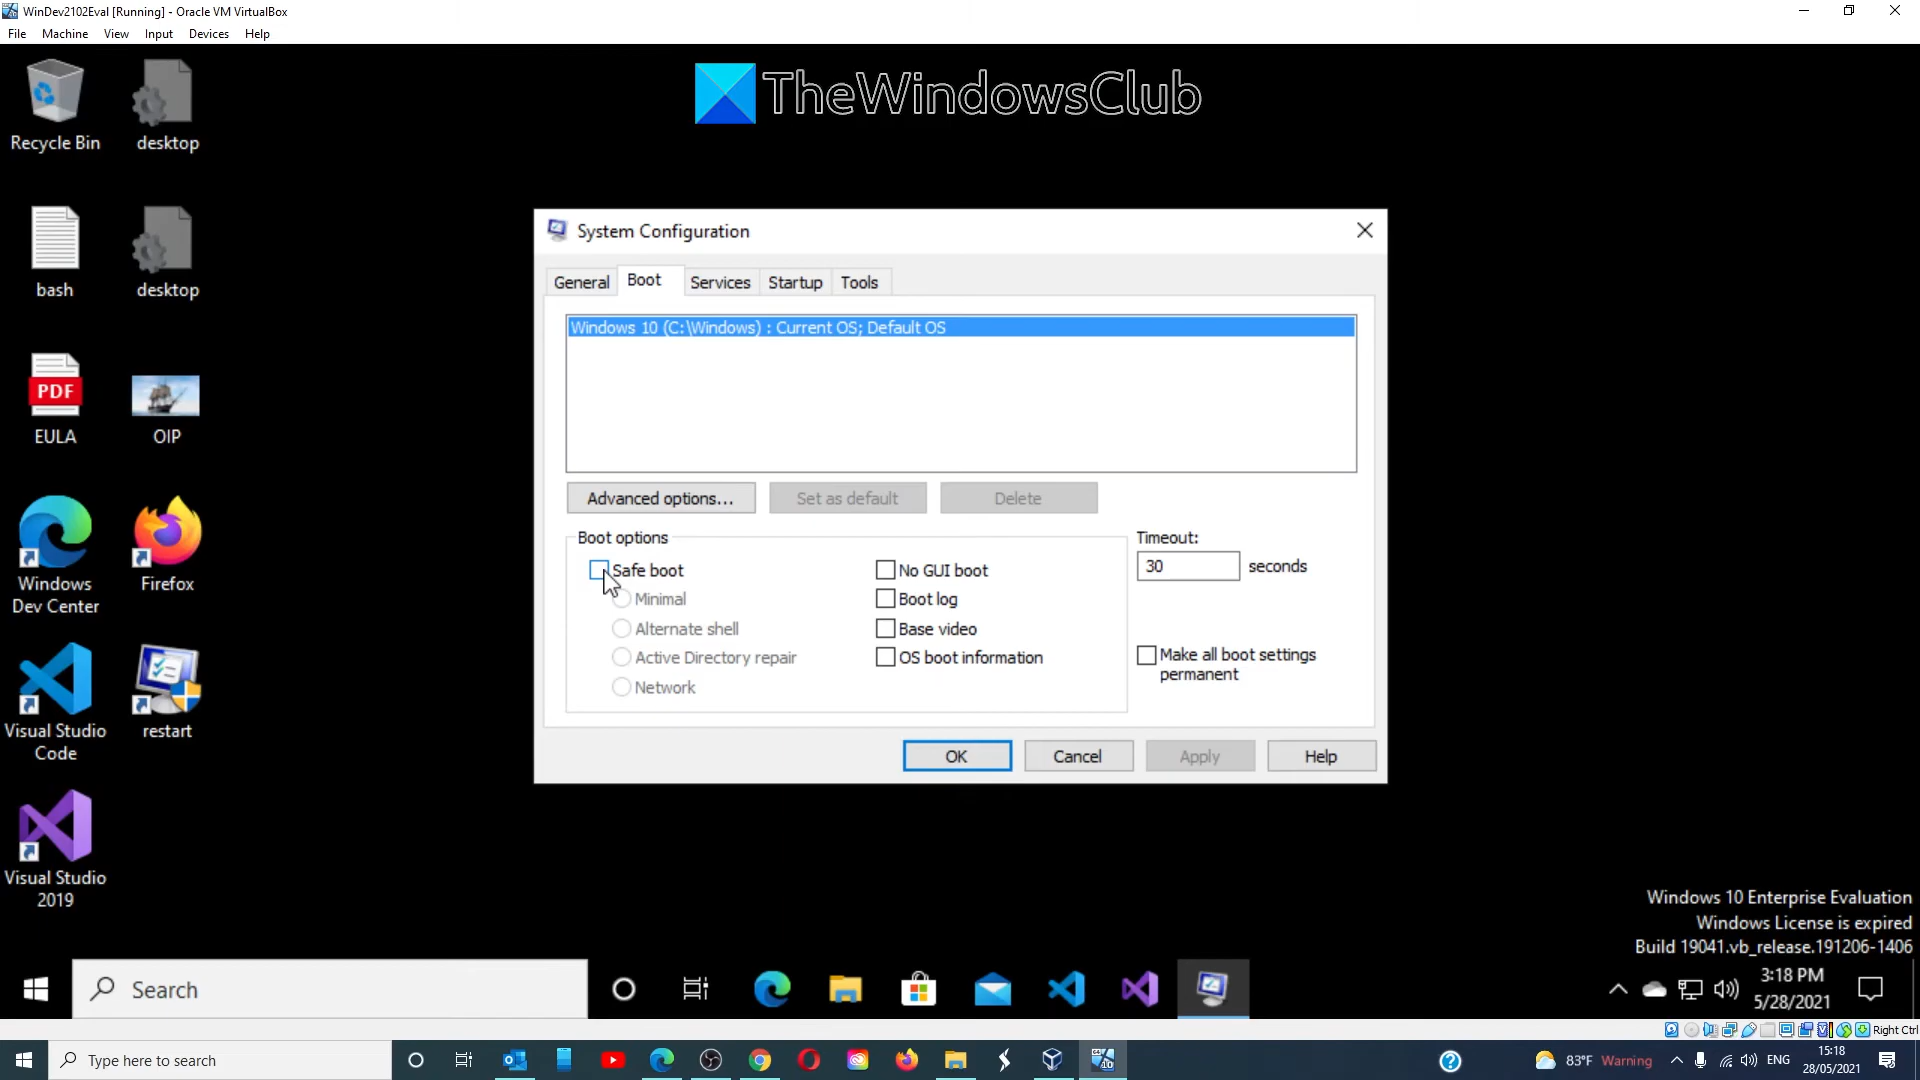 WinDev2102Eval [Running] - Oracle VM VirtualBox
File Machine View Input Devices Help
TheWindowsClub
Recycle Bin
desktop
bash
desktop
EULA
PDF
OIP
Windows Dev Center
Firefox
Visual Studio Code
restart
Visual Studio 2019
System Configuration
General Boot Services Startup Tools
Windows 10 (C:\Windows) : Current OS; Default OS
Advanced options... Set as default Delete
Boot options
Timeout:
30 seconds
Safe boot
No GUI boot
Minimal
Boot log
Alternate shell
Base video
Active Directory repair
OS boot information
Network
Make all boot settings
permanent
OK Cancel Apply Help
Windows 10 Enterprise Evaluation
Windows License is expired
Build 19041.vb_release.191206-1406
Search
3:18 PM
5/28/2021
Right Ctrl
Type here to search
83°F Warning
ENG
15:18
28/05/2021